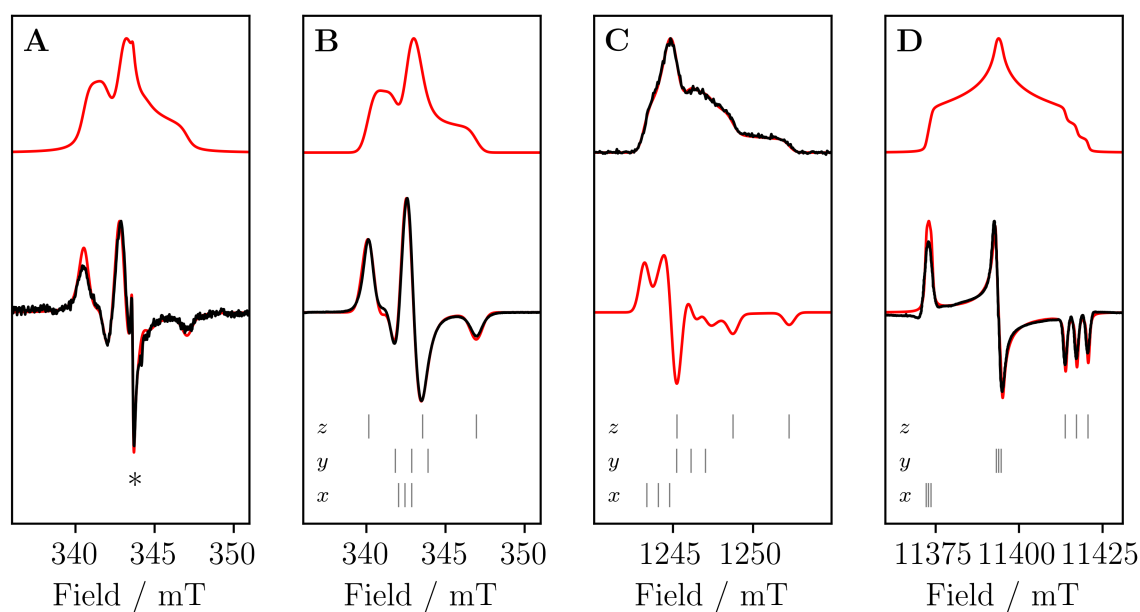 A B C D
z z z
y y y
x x x
*
340 345 350 340 345 350 1245 1250 11375 11400 11425
Field / mT Field / mT Field / mT Field / mT